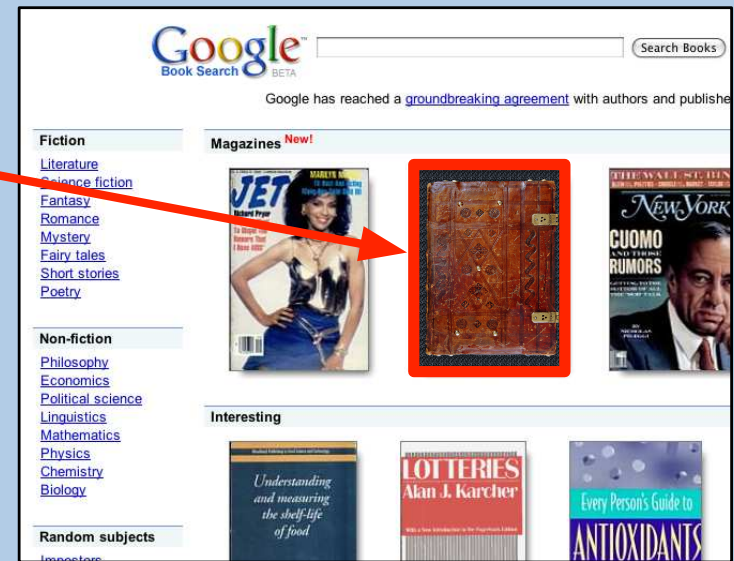 Google
Book Search BETA
Search Books
Google has reached a groundbreaking agreement with authors and publishe
Fiction
Literature
Science fiction
Fantasy
Romance
Mystery
Fairy tales
Short stories
Poetry
Magazines New!
JET
Richard Pryor
NEW YORK
CUOMO
AND THOSE
RUMORS
Non-fiction
Philosophy
Economics
Political science
Linguistics
Mathematics
Physics
Chemistry
Biology
Interesting
Understanding
and measuring
the shelf-life
of food
LOTTERIES
Alan J. Karcher
Every Person's Guide to
ANTIOXIDANTS
Random subjects
Impostors